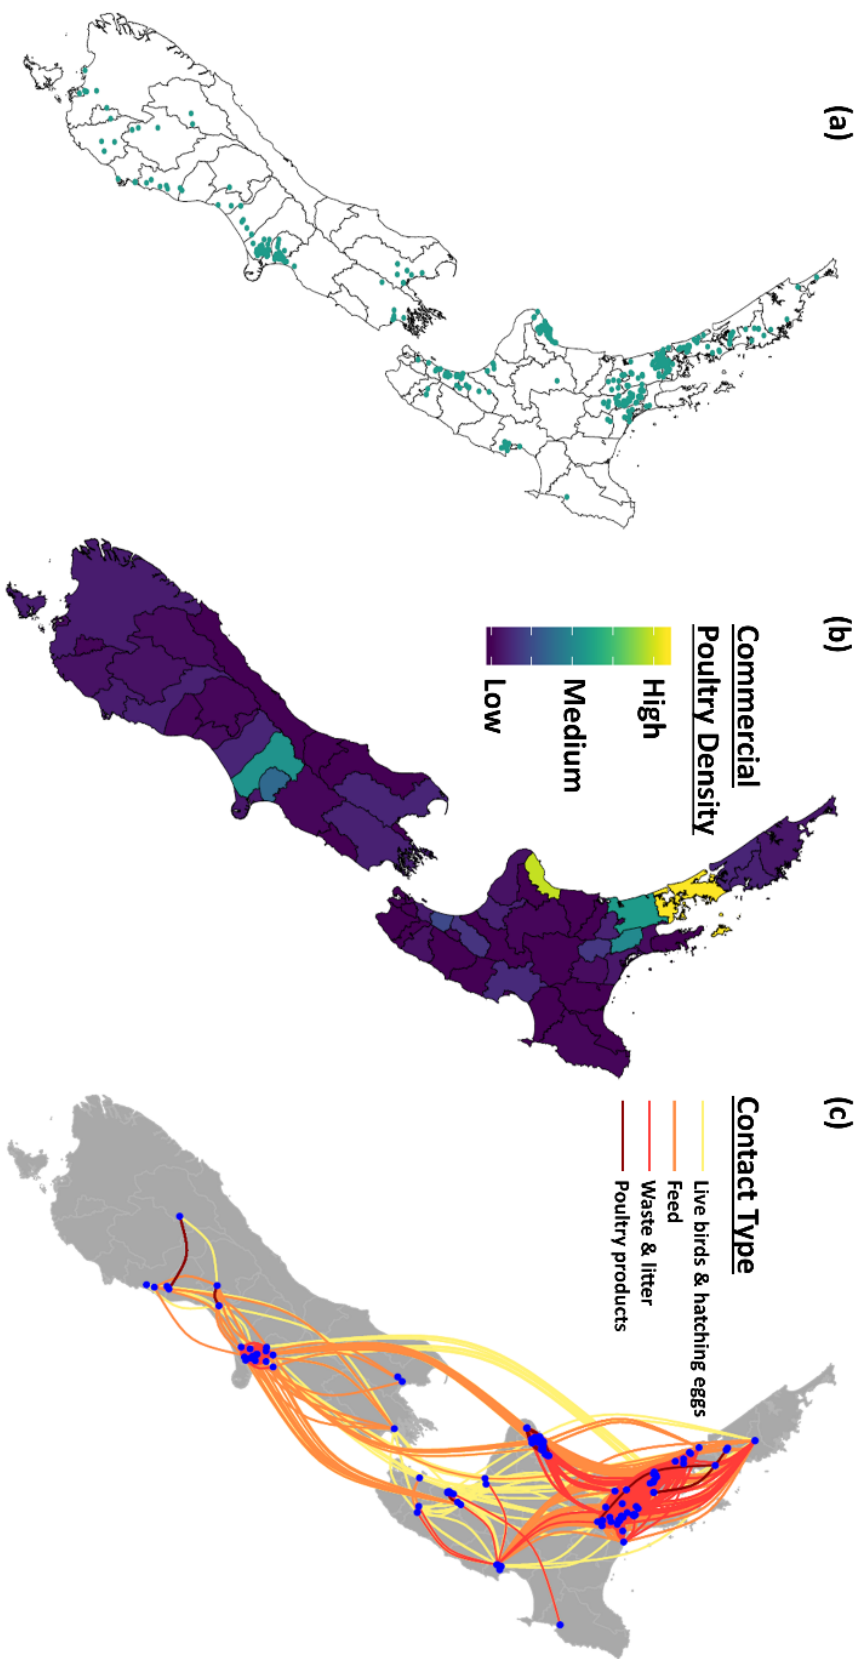 (a)
(b)
Commercial
Poultry Density
High
Medium
Low
(c)
Contact Type
Live birds & hatching eggs
Feed
Waste & litter
Poultry products